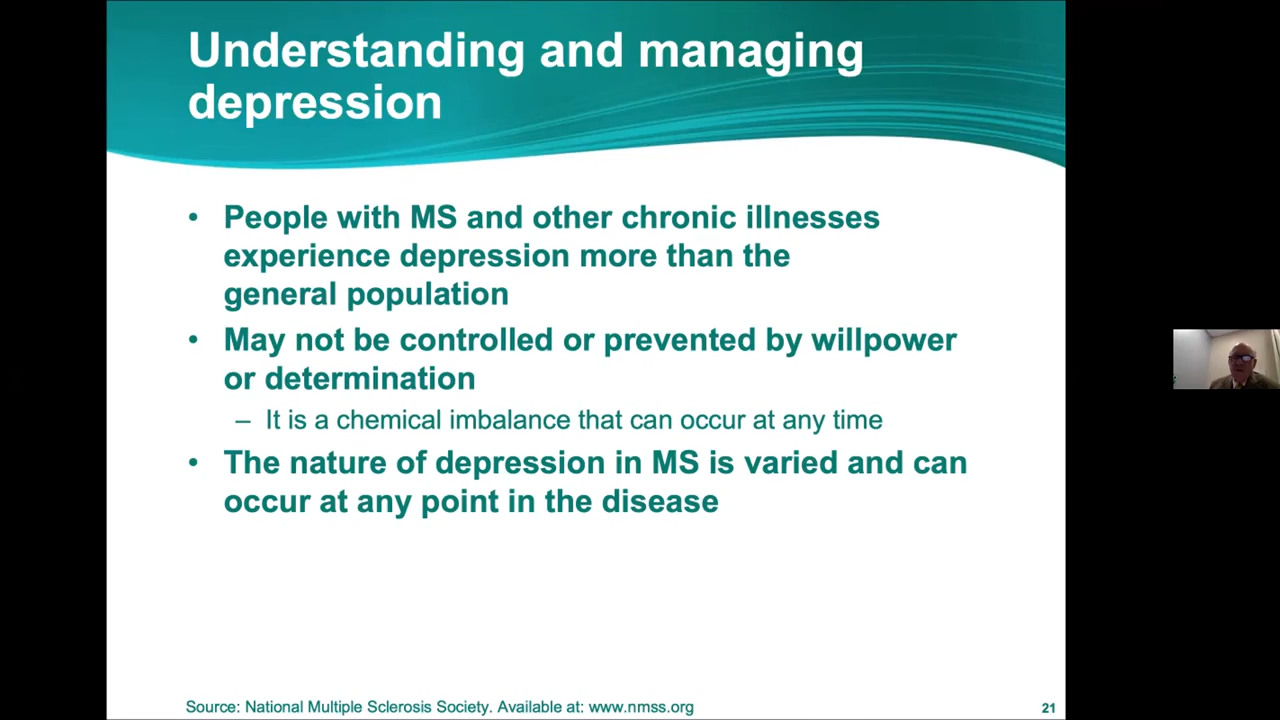 Understanding and managing
depression
• People with MS and other chronic illnesses
experience depression more than the
general population
• May not be controlled or prevented by willpower
or determination
– It is a chemical imbalance that can occur at any time
• The nature of depression in MS is varied and can
occur at any point in the disease
Source: National Multiple Sclerosis Society. Available at: www.nmss.org
21